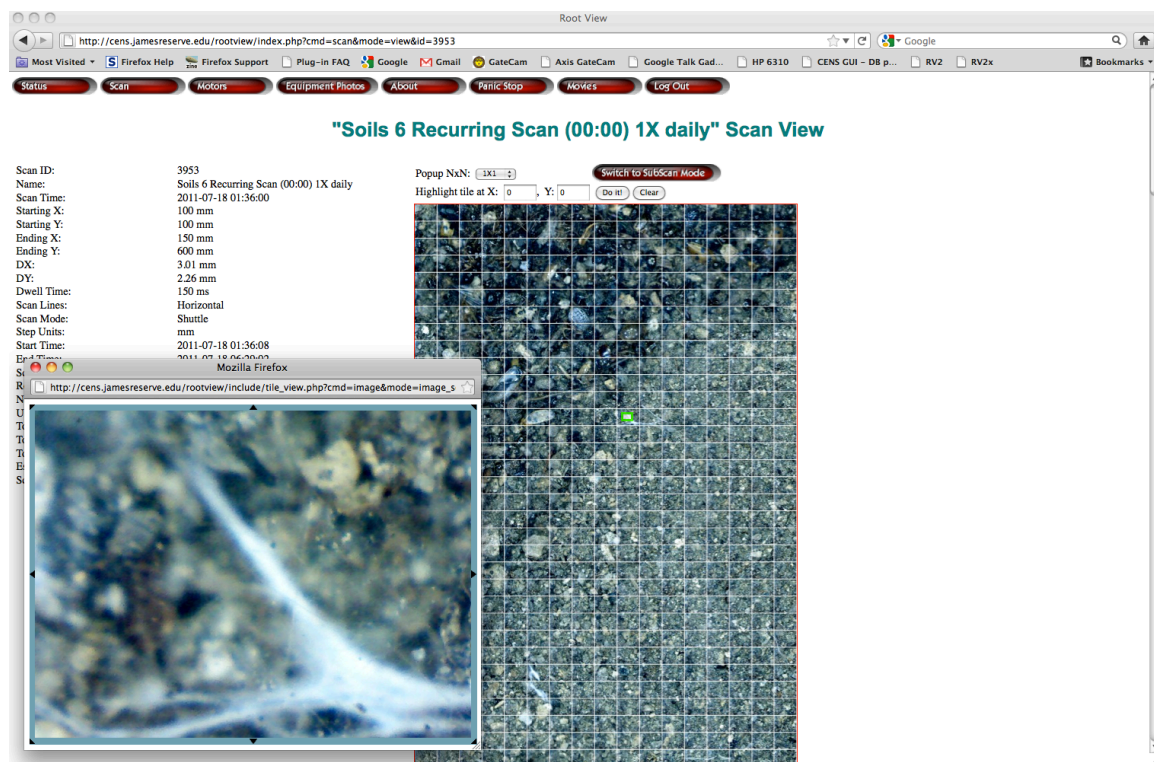 Root View
http://cens.jamesreserve.edu/rootview/index.php?cmd=scan&mode=view&id=3953
Google
Most Visited
Firefox Help
Firefox Support
Plug-in FAQ
Google
Gmail
GateCam
Axis GateCam
Google Talk Gad...
HP 6310
CENS GUI - DB p...
RV2
RV2x
Bookmarks
Status
Scan
Motors
Equipment Photos
About
Panic Stop
Movies
Log Out
"Soils 6 Recurring Scan (00:00) 1X daily" Scan View
Scan ID: 3953
Name: Soils 6 Recurring Scan (00:00) 1X daily
Scan Time: 2011-07-18 01:36:00
Starting X: 100 mm
Starting Y: 100 mm
Ending X: 150 mm
Ending Y: 600 mm
DX: 3.01 mm
DY: 2.26 mm
Dwell Time: 150 ms
Scan Lines: Horizontal
Scan Mode: Shuttle
Step Units: mm
Start Time: 2011-07-18 01:36:08
Popup NxN: 1X1
Switch to SubScan Mode
Highlight tile at X: 0 , Y: 0 Do it! Clear
Mozilla Firefox
http://cens.jamesreserve.edu/rootview/include/tile_view.php?cmd=image&mode=image_s